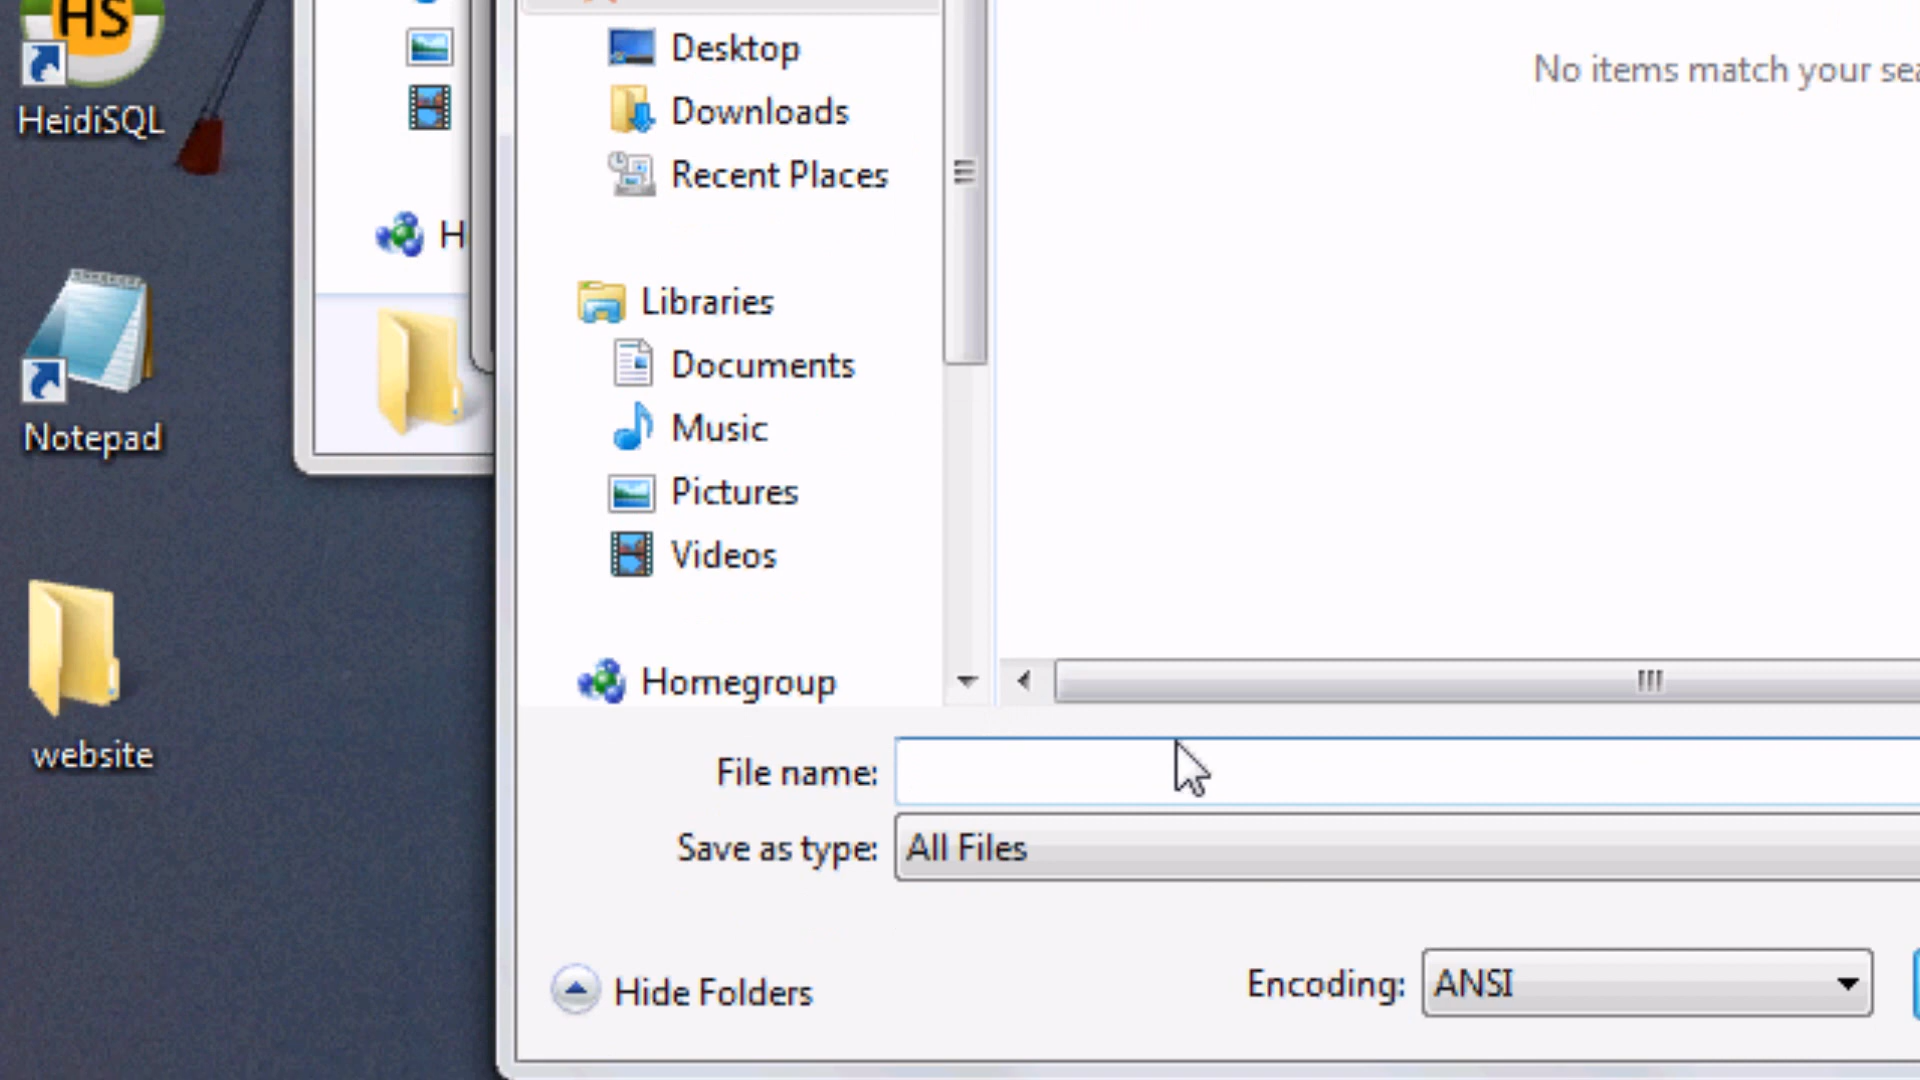 HS
HeidiSQL
Notepad
website
H
Desktop
Downloads
Recent Places
Libraries
Documents
Music
Pictures
Videos
Homegroup
No items match your sea
File name:
Save as type: All Files
Hide Folders
Encoding: ANSI